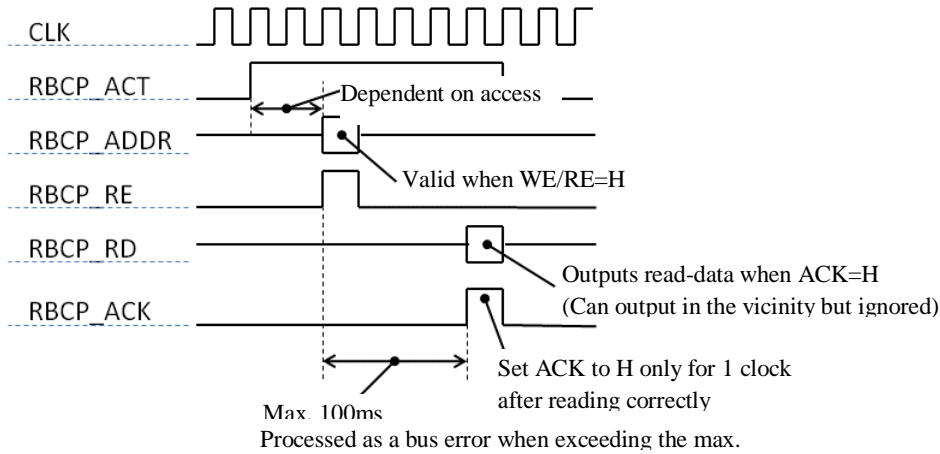 CLK
RBCP_ACT
Dependent on access
RBCP_ADDR
Valid when WE/RE=H
RBCP_RE
RBCP_RD
Outputs read-data when ACK=H
(Can output in the vicinity but ignored)
RBCP_ACK
Set ACK to H only for 1 clock
after reading correctly
Max. 100ms
Processed as a bus error when exceeding the max.